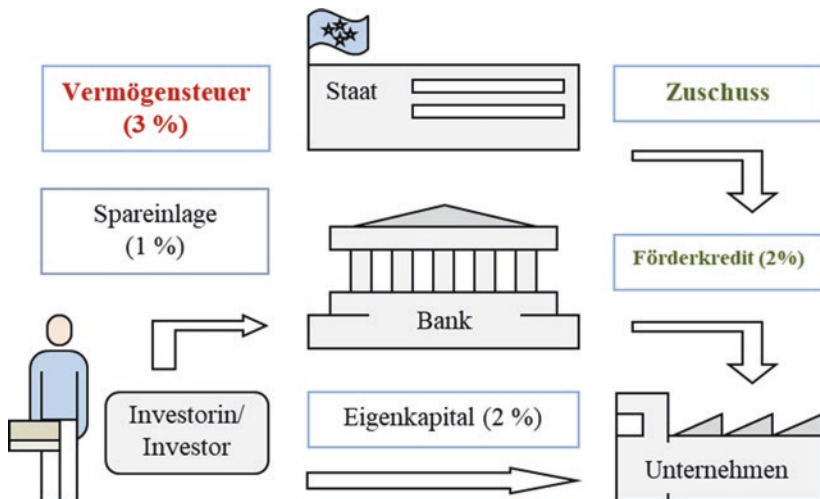 Vermögensteuer
(3 %)
Staat
Zuschuss
Spareinlage
(1 %)
Förderkredit (2%)
Bank
Investorin/
Investor
Eigenkapital (2 %)
Unternehmen